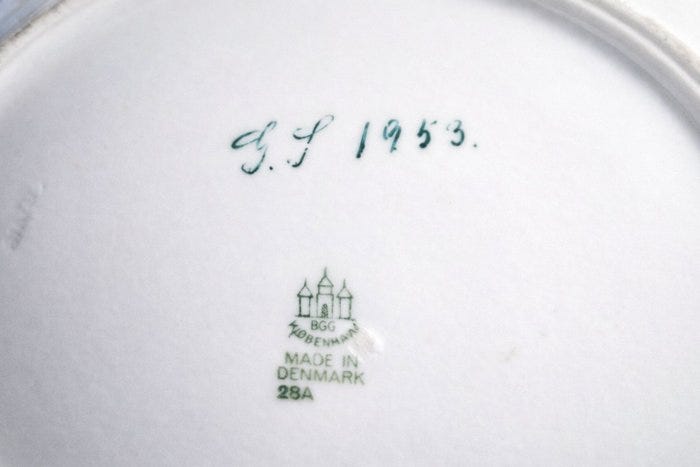 G.S 1953.
BGG
KØBENHAVN
MADE IN
DENMARK
28A